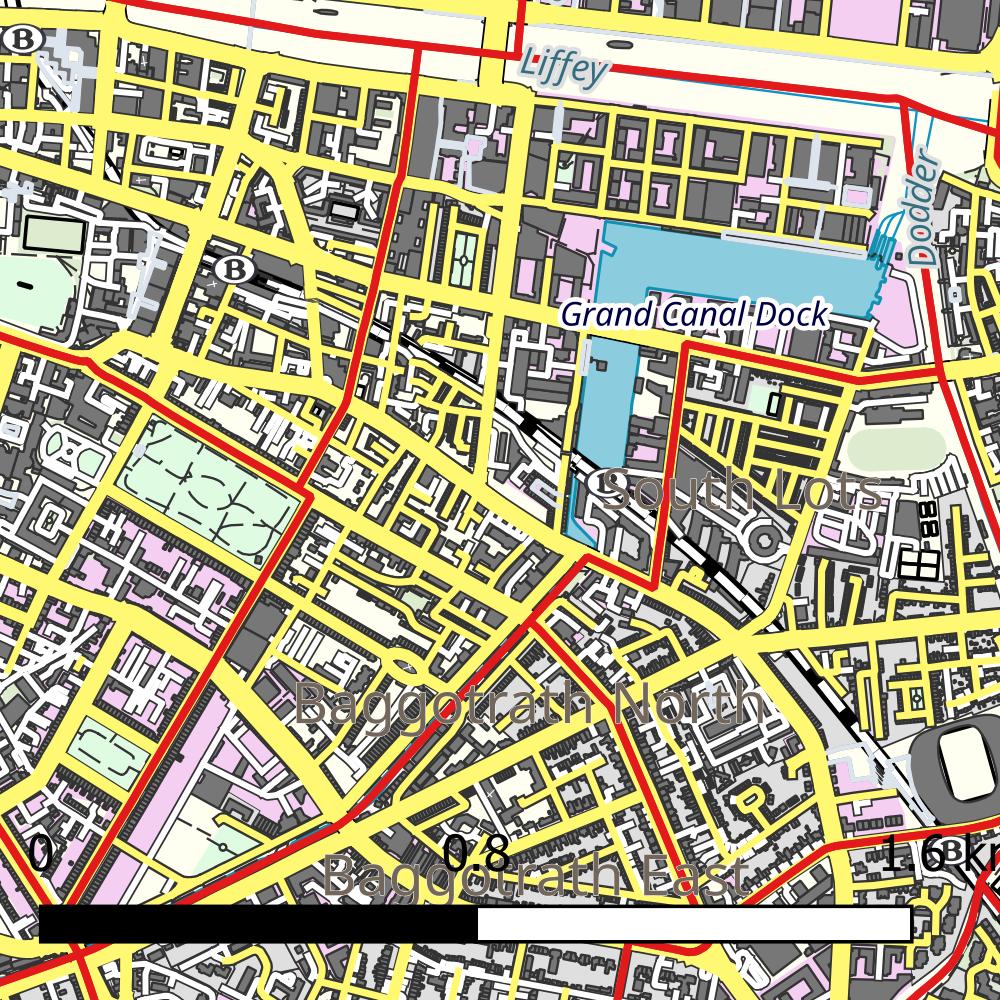 B
Liffey
Dodder
B
Grand Canal Dock
South Lots
Baggotrath North
0
0.8
1.6 km
B
Baggotrath East